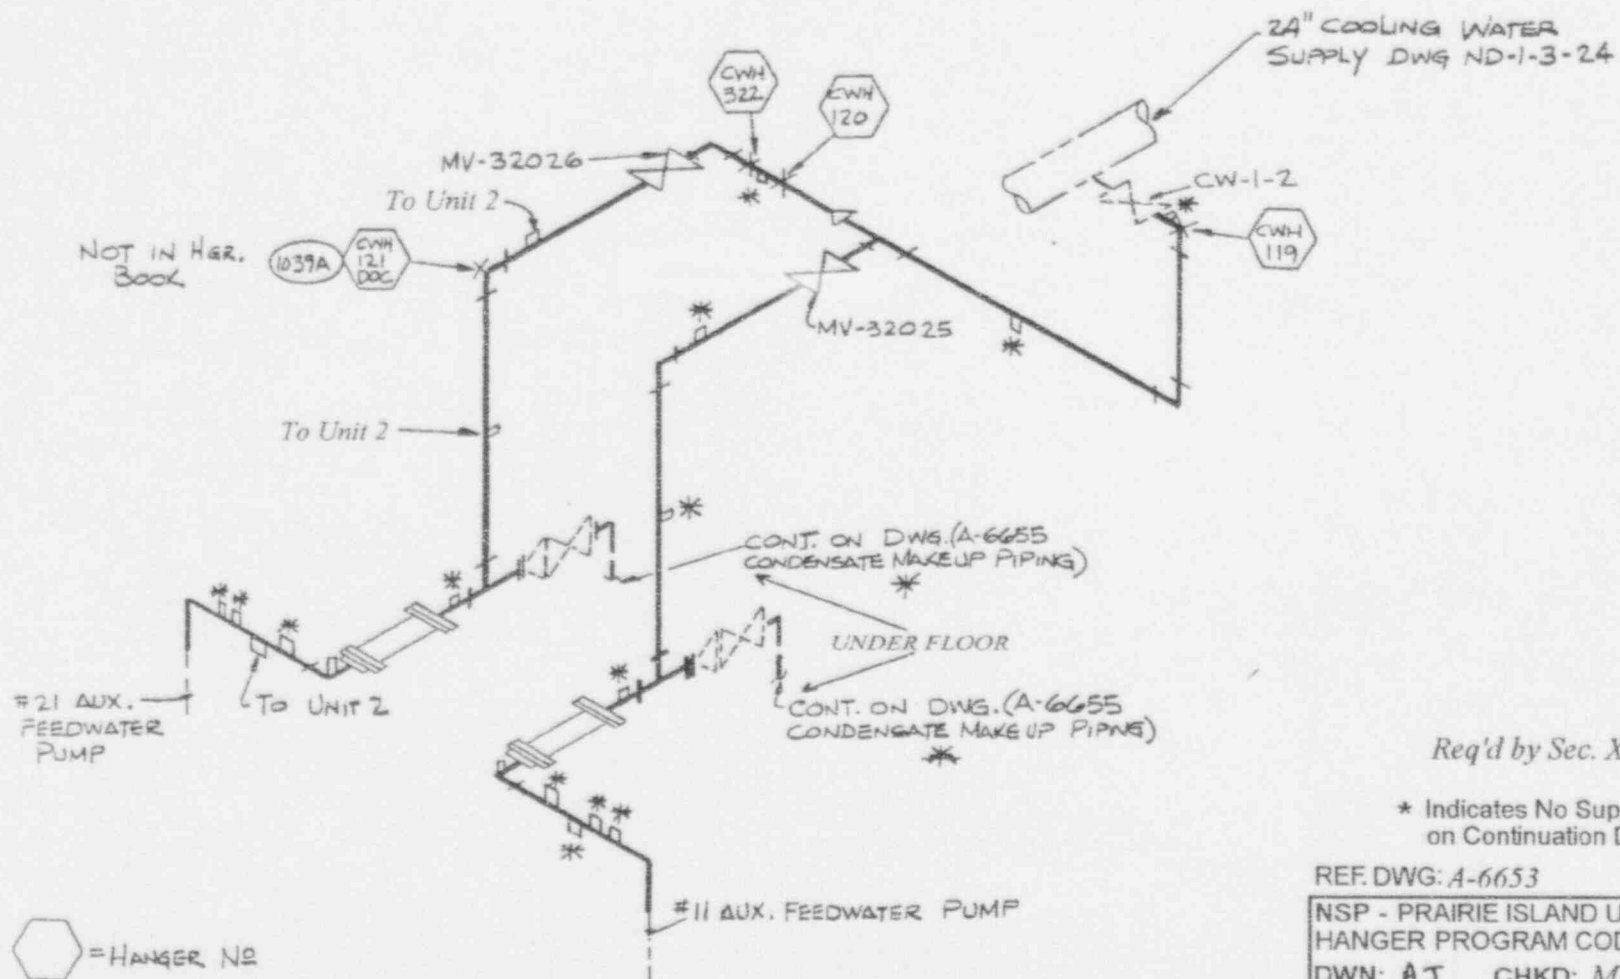 24" COOLING WATER
SUPPLY DWG ND-1-3-24
CWH
322
CWH
120
MV-32026
To Unit 2
CW-1-2
CWH
119
NOT IN HGR.
BOOK
1039A
CWH
121
DOC
MV-32025
To Unit 2
CONT. ON DWG.(A-6655
CONDENSATE MAKEUP PIPING)
UNDER FLOOR
#21 AUX.
FEEDWATER
PUMP
TO UNIT 2
CONT. ON DWG.(A-6655
CONDENSATE MAKEUP PIPING)
Req'd by Sec. X
* Indicates No Sup
on Continuation D
REF. DWG: A-6653
#11 AUX. FEEDWATER PUMP
NSP - PRAIRIE ISLAND U
HANGER PROGRAM COD
= HANGER NO
DWN: AJ CHKD: